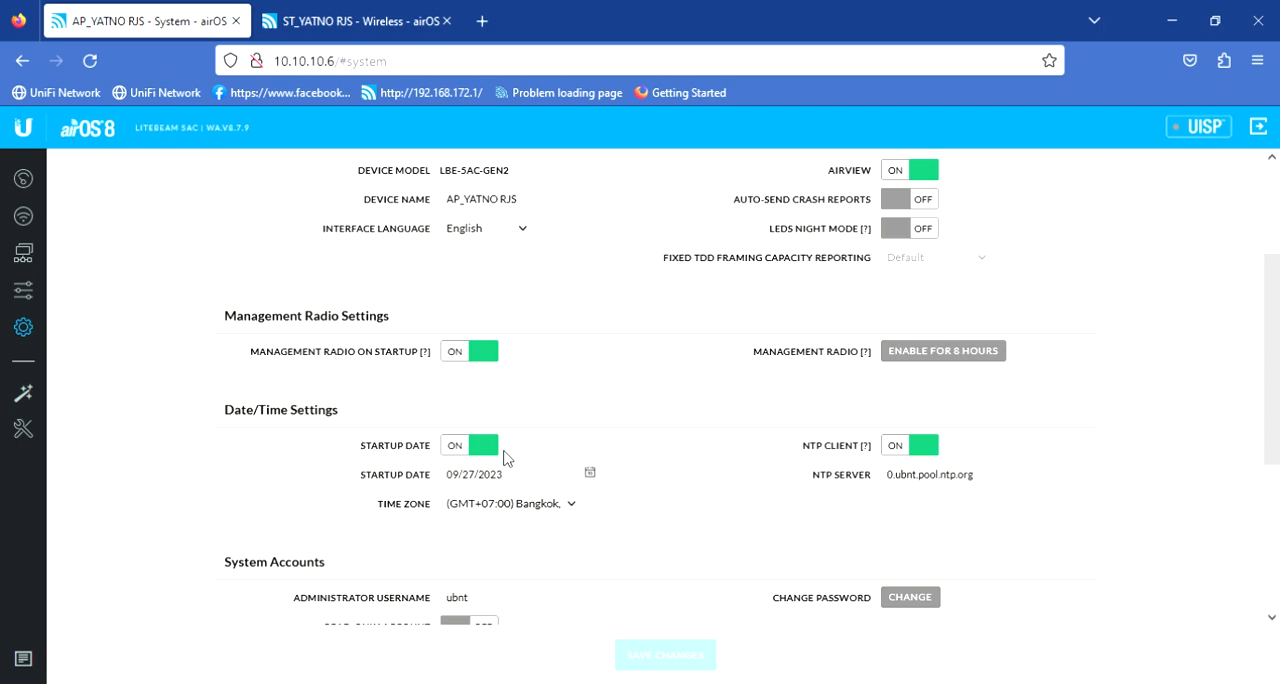 AP_YATNO RJS - System - airOS
ST_YATNO RJS - Wireless - airOS
10.10.10.6/#system
UniFi Network
UniFi Network
https://www.facebook...
http://192.168.172.1/
Problem loading page
Getting Started
U airOS 8 LITEBEAM 5AC | WA.V8.7.9
UISP
DEVICE MODEL LBE-5AC-GEN2
AIRVIEW ON
DEVICE NAME AP_YATNO RJS
AUTO-SEND CRASH REPORTS OFF
INTERFACE LANGUAGE English
LEDS NIGHT MODE [?] OFF
FIXED TDD FRAMING CAPACITY REPORTING Default
Management Radio Settings
MANAGEMENT RADIO ON STARTUP [?] ON
MANAGEMENT RADIO [?] ENABLE FOR 8 HOURS
Date/Time Settings
STARTUP DATE ON
NTP CLIENT [?] ON
STARTUP DATE 09/27/2023
NTP SERVER 0.ubnt.pool.ntp.org
TIME ZONE (GMT+07:00) Bangkok,
System Accounts
ADMINISTRATOR USERNAME ubnt
CHANGE PASSWORD CHANGE
SAVE CHANGES